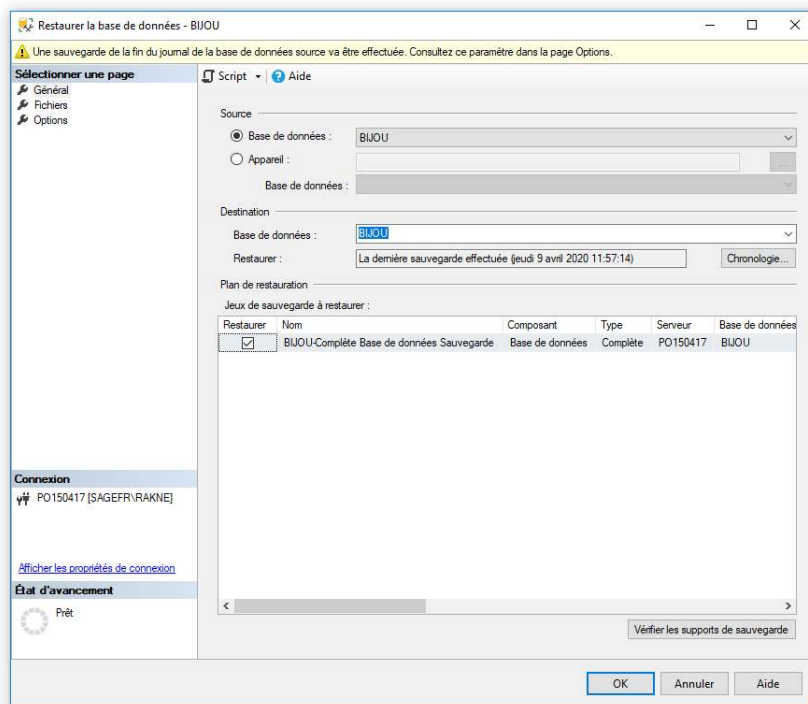 Restaurer la base de données - BIJOU
Une sauvegarde de la fin du journal de la base de données source va être effectuée. Consultez ce paramètre dans la page Options.
Sélectionner une page
Général
Fichiers
Options
Script
Aide
Source
Base de données :
BIJOU
Appareil :
...
Base de données :
Destination
Base de données :
BIJOU
Restaurer :
La dernière sauvegarde effectuée (jeudi 9 avril 2020 11:57:14)
Chronologie...
Plan de restauration
Jeux de sauvegarde à restaurer :
Restaurer Nom Composant Type Serveur Base de données
BIJOU-Complète Base de données Sauvegarde Base de données Complète PO150417 BIJOU
Connexion
PO150417 [SAGEFR\RAKNE]
Afficher les propriétés de connexion
État d'avancement
Prêt
Vérifier les supports de sauvegarde
OK Annuler Aide